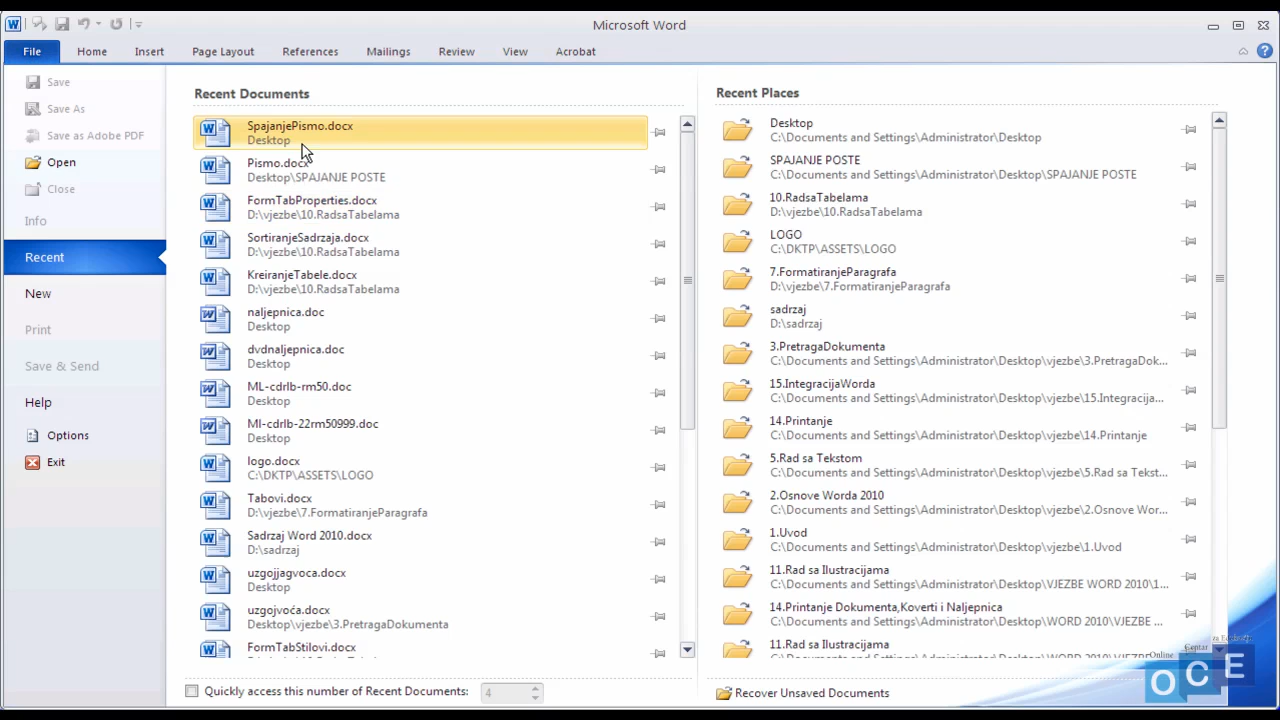 Microsoft Word
File Home Insert Page Layout References Mailings Review View Acrobat
Save
Save As
Save as Adobe PDF
Open
Close
Info
Recent
New
Print
Save & Send
Help
Options
Exit
Recent Documents
SpajanjePismo.docx
Desktop
Pismo.docx
Desktop\SPAJANJE POSTE
FormTabProperties.docx
D:\vjezbe\10.RadsaTabelama
SortiranjeSadrzaja.docx
D:\vjezbe\10.RadsaTabelama
KreiranjeTabele.docx
D:\vjezbe\10.RadsaTabelama
naljepnica.doc
Desktop
dvdnaljepnica.doc
Desktop
ML-cdrlb-rm50.doc
Desktop
Ml-cdrlb-22rm50999.doc
Desktop
logo.docx
C:\DKTP\ASSETS\LOGO
Tabovi.docx
D:\vjezbe\7.FormatiranjeParagrafa
Sadrzaj Word 2010.docx
D:\sadrzaj
uzgojjagvoca.docx
Desktop
uzgojvoća.docx
Desktop\vjezbe\3.PretragaDokumenta
FormTabStilovi.docx
Quickly access this number of Recent Documents: 4
Recent Places
Desktop
C:\Documents and Settings\Administrator\Desktop
SPAJANJE POSTE
C:\Documents and Settings\Administrator\Desktop\SPAJANJE POSTE
10.RadsaTabelama
D:\vjezbe\10.RadsaTabelama
LOGO
C:\DKTP\ASSETS\LOGO
7.FormatiranjeParagrafa
D:\vjezbe\7.FormatiranjeParagrafa
sadrzaj
D:\sadrzaj
3.PretragaDokumenta
C:\Documents and Settings\Administrator\Desktop\vjezbe\3.PretragaDok...
15.IntegracijaWorda
C:\Documents and Settings\Administrator\Desktop\vjezbe\15.Integracija...
14.Printanje
C:\Documents and Settings\Administrator\Desktop\vjezbe\14.Printanje
5.Rad sa Tekstom
C:\Documents and Settings\Administrator\Desktop\vjezbe\5.Rad sa Tekst...
2.Osnove Worda 2010
C:\Documents and Settings\Administrator\Desktop\vjezbe\2.Osnove Wor...
1.Uvod
C:\Documents and Settings\Administrator\Desktop\vjezbe\1.Uvod
11.Rad sa Ilustracijama
C:\Documents and Settings\Administrator\Desktop\VJEZBE WORD 2010\1...
14.Printanje Dokumenta,Koverti i Naljepnica
C:\Documents and Settings\Administrator\Desktop\WORD 2010\VJEZBE ...
11.Rad sa Ilustracijama
Recover Unsaved Documents
Online Centar za Edukaciju
OCE